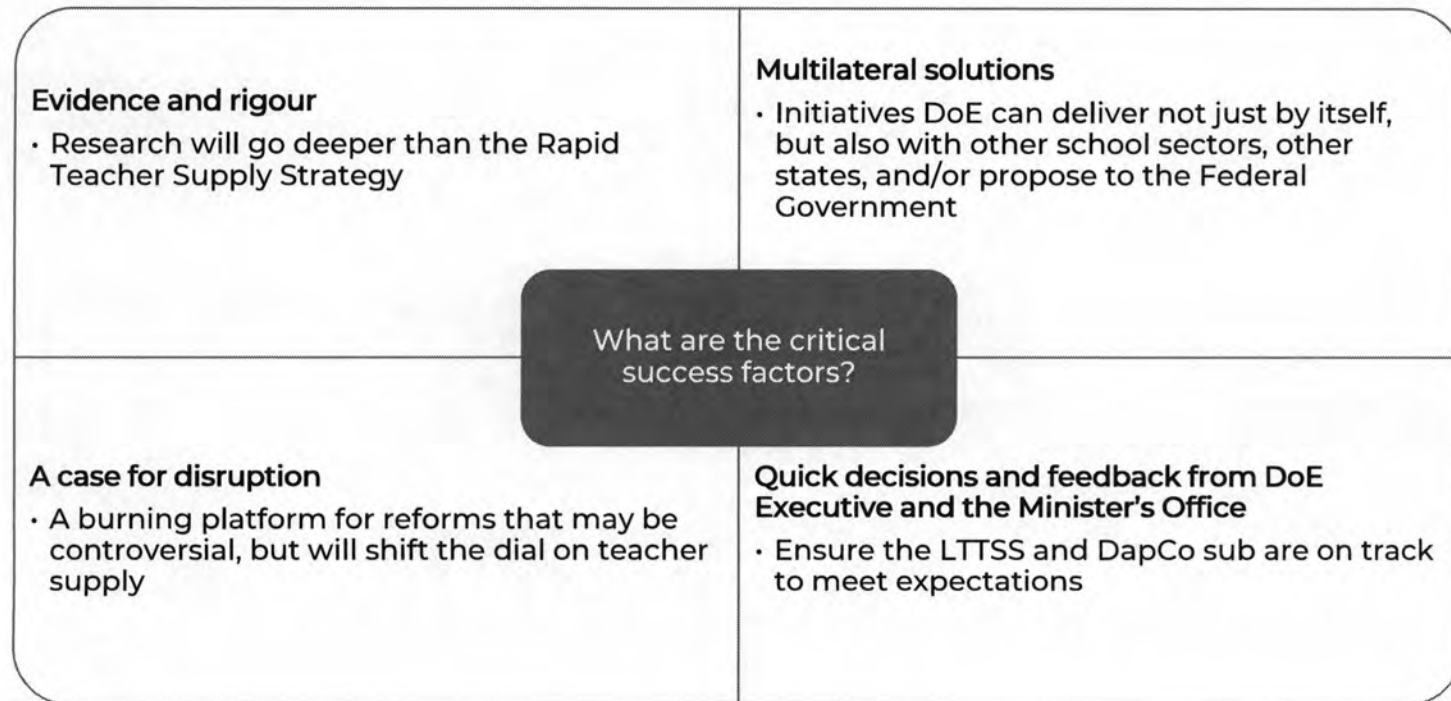 Evidence and rigour
· Research will go deeper than the Rapid
Teacher Supply Strategy
Multilateral solutions
· Initiatives DoE can deliver not just by itself,
but also with other school sectors, other
states, and/or propose to the Federal
Government
What are the critical
success factors?
A case for disruption
· A burning platform for reforms that may be
controversial, but will shift the dial on teacher
supply
Quick decisions and feedback from DoE
Executive and the Minister's Office
· Ensure the LTTSS and DapCo sub are on track
to meet expectations